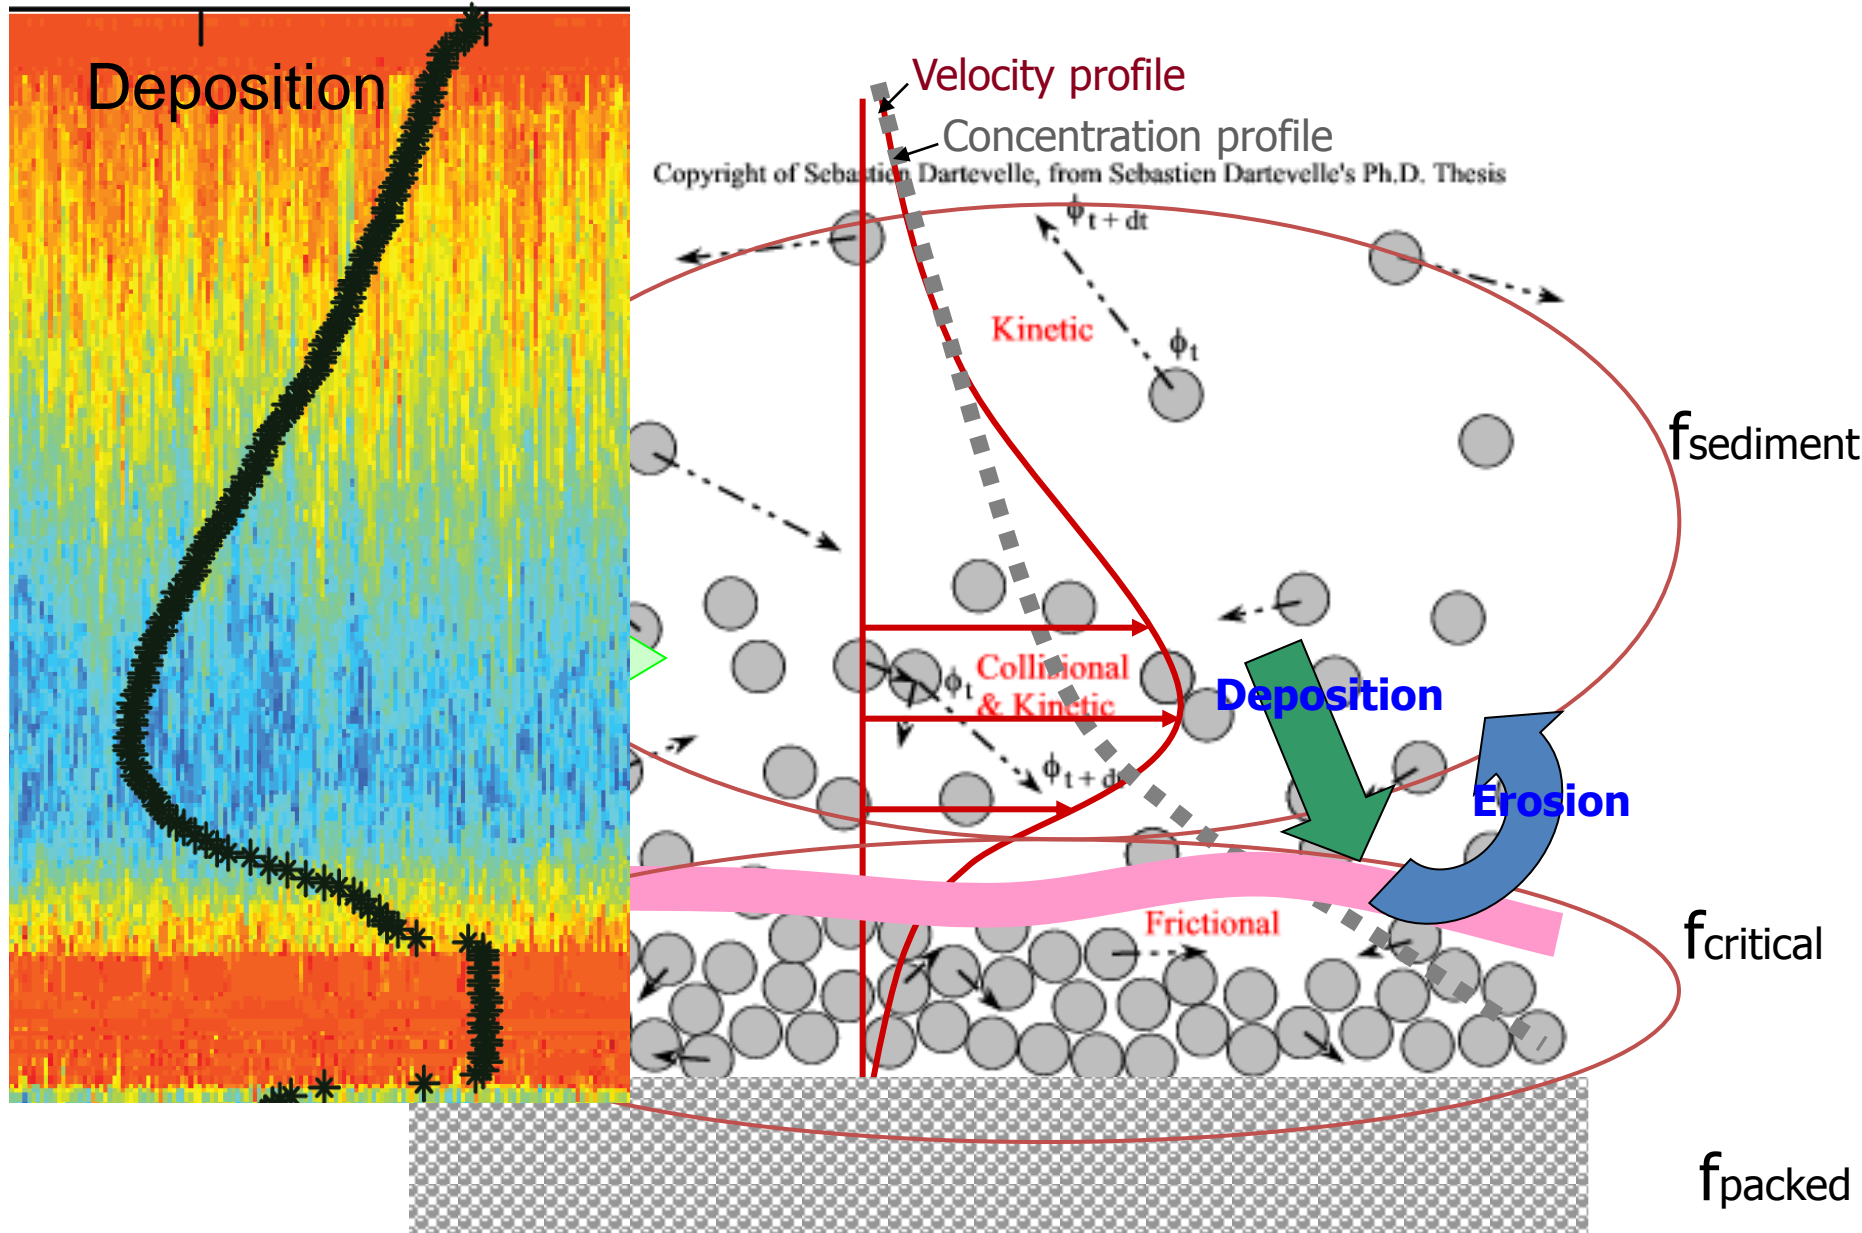 Deposition
Velocity profile
Concentration profile
Copyright of Sebastien Dartevelle, from Sebastien Dartevelle's Ph.D. Thesis
ϕt + dt
Kinetic
ϕt
fsediment
Collisional
& Kinetic
ϕt
Deposition
ϕt + dt
Erosion
Frictional
fcritical
fpacked